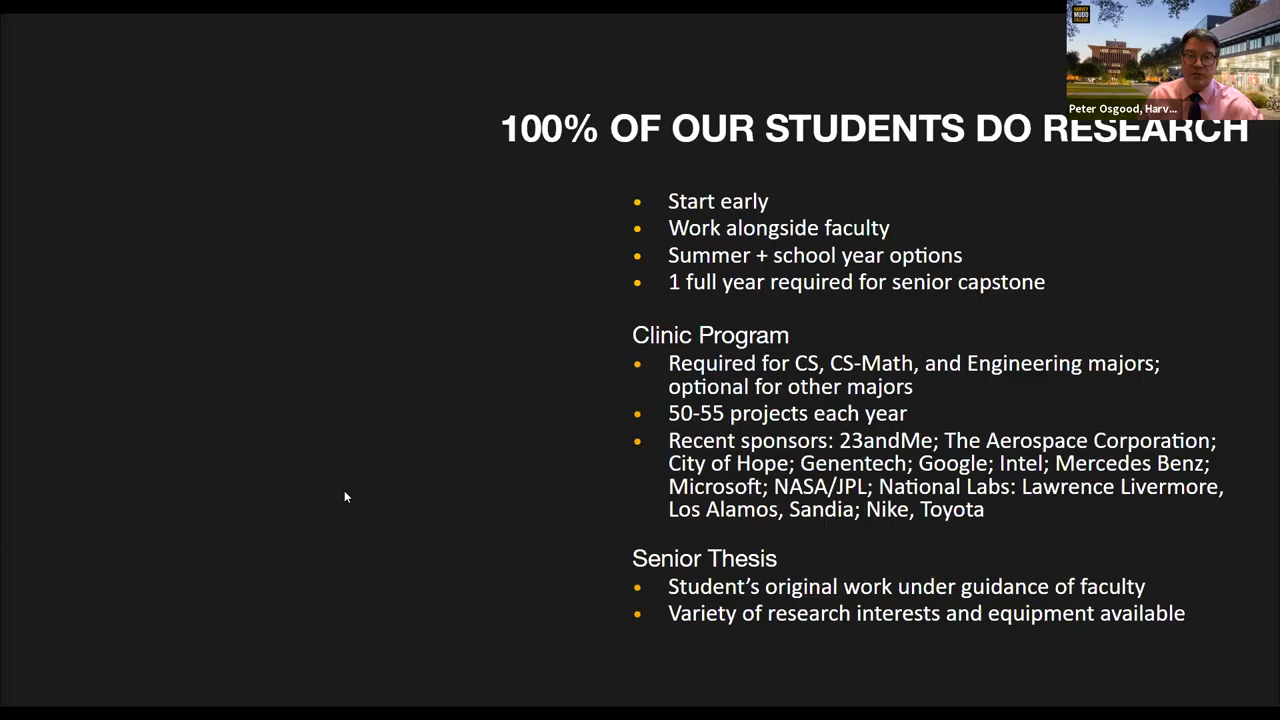 HARVEY
MUDD
COLLEGE
Peter Osgood, Harv...
100% OF OUR STUDENTS DO RESEARCH
• Start early
• Work alongside faculty
• Summer + school year options
• 1 full year required for senior capstone
Clinic Program
• Required for CS, CS-Math, and Engineering majors;
optional for other majors
• 50-55 projects each year
• Recent sponsors: 23andMe; The Aerospace Corporation;
City of Hope; Genentech; Google; Intel; Mercedes Benz;
Microsoft; NASA/JPL; National Labs: Lawrence Livermore,
Los Alamos, Sandia; Nike, Toyota
Senior Thesis
• Student’s original work under guidance of faculty
• Variety of research interests and equipment available